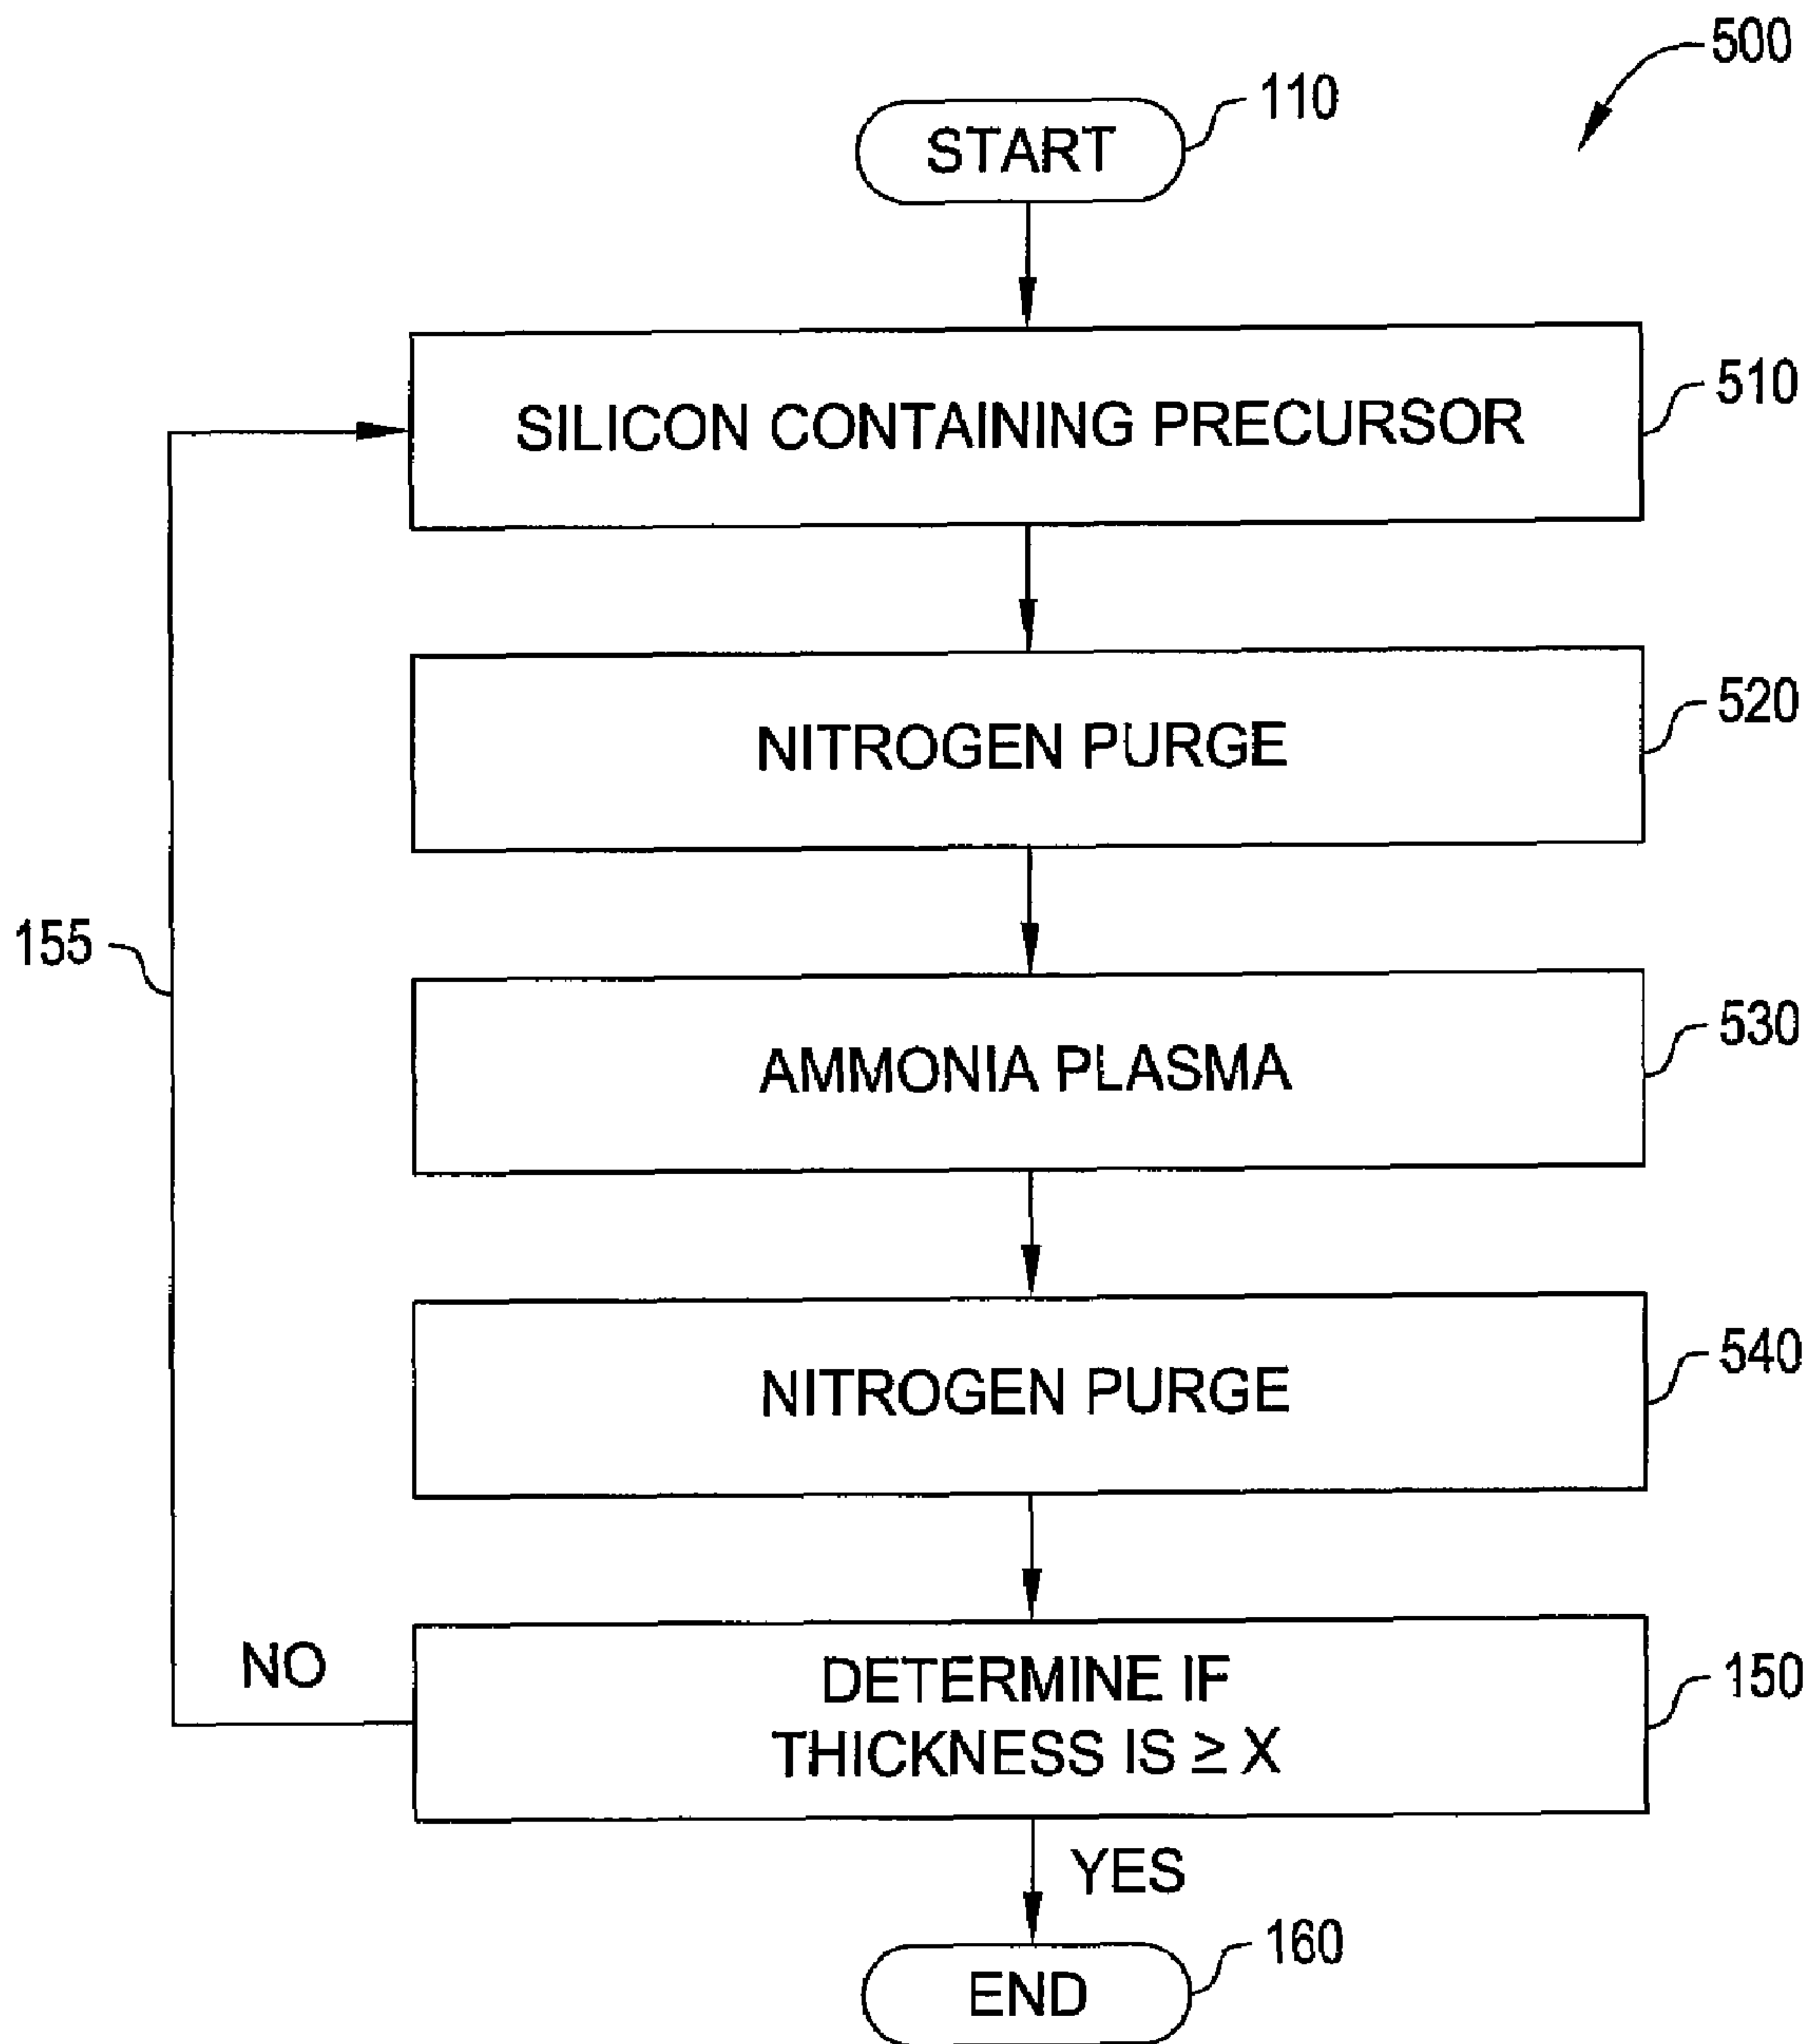 500
START
110
SILICON CONTAINING PRECURSOR
510
NITROGEN PURGE
520
155
AMMONIA PLASMA
530
NITROGEN PURGE
540
NO
DETERMINE IF
THICKNESS IS ≥ X
150
YES
END
160